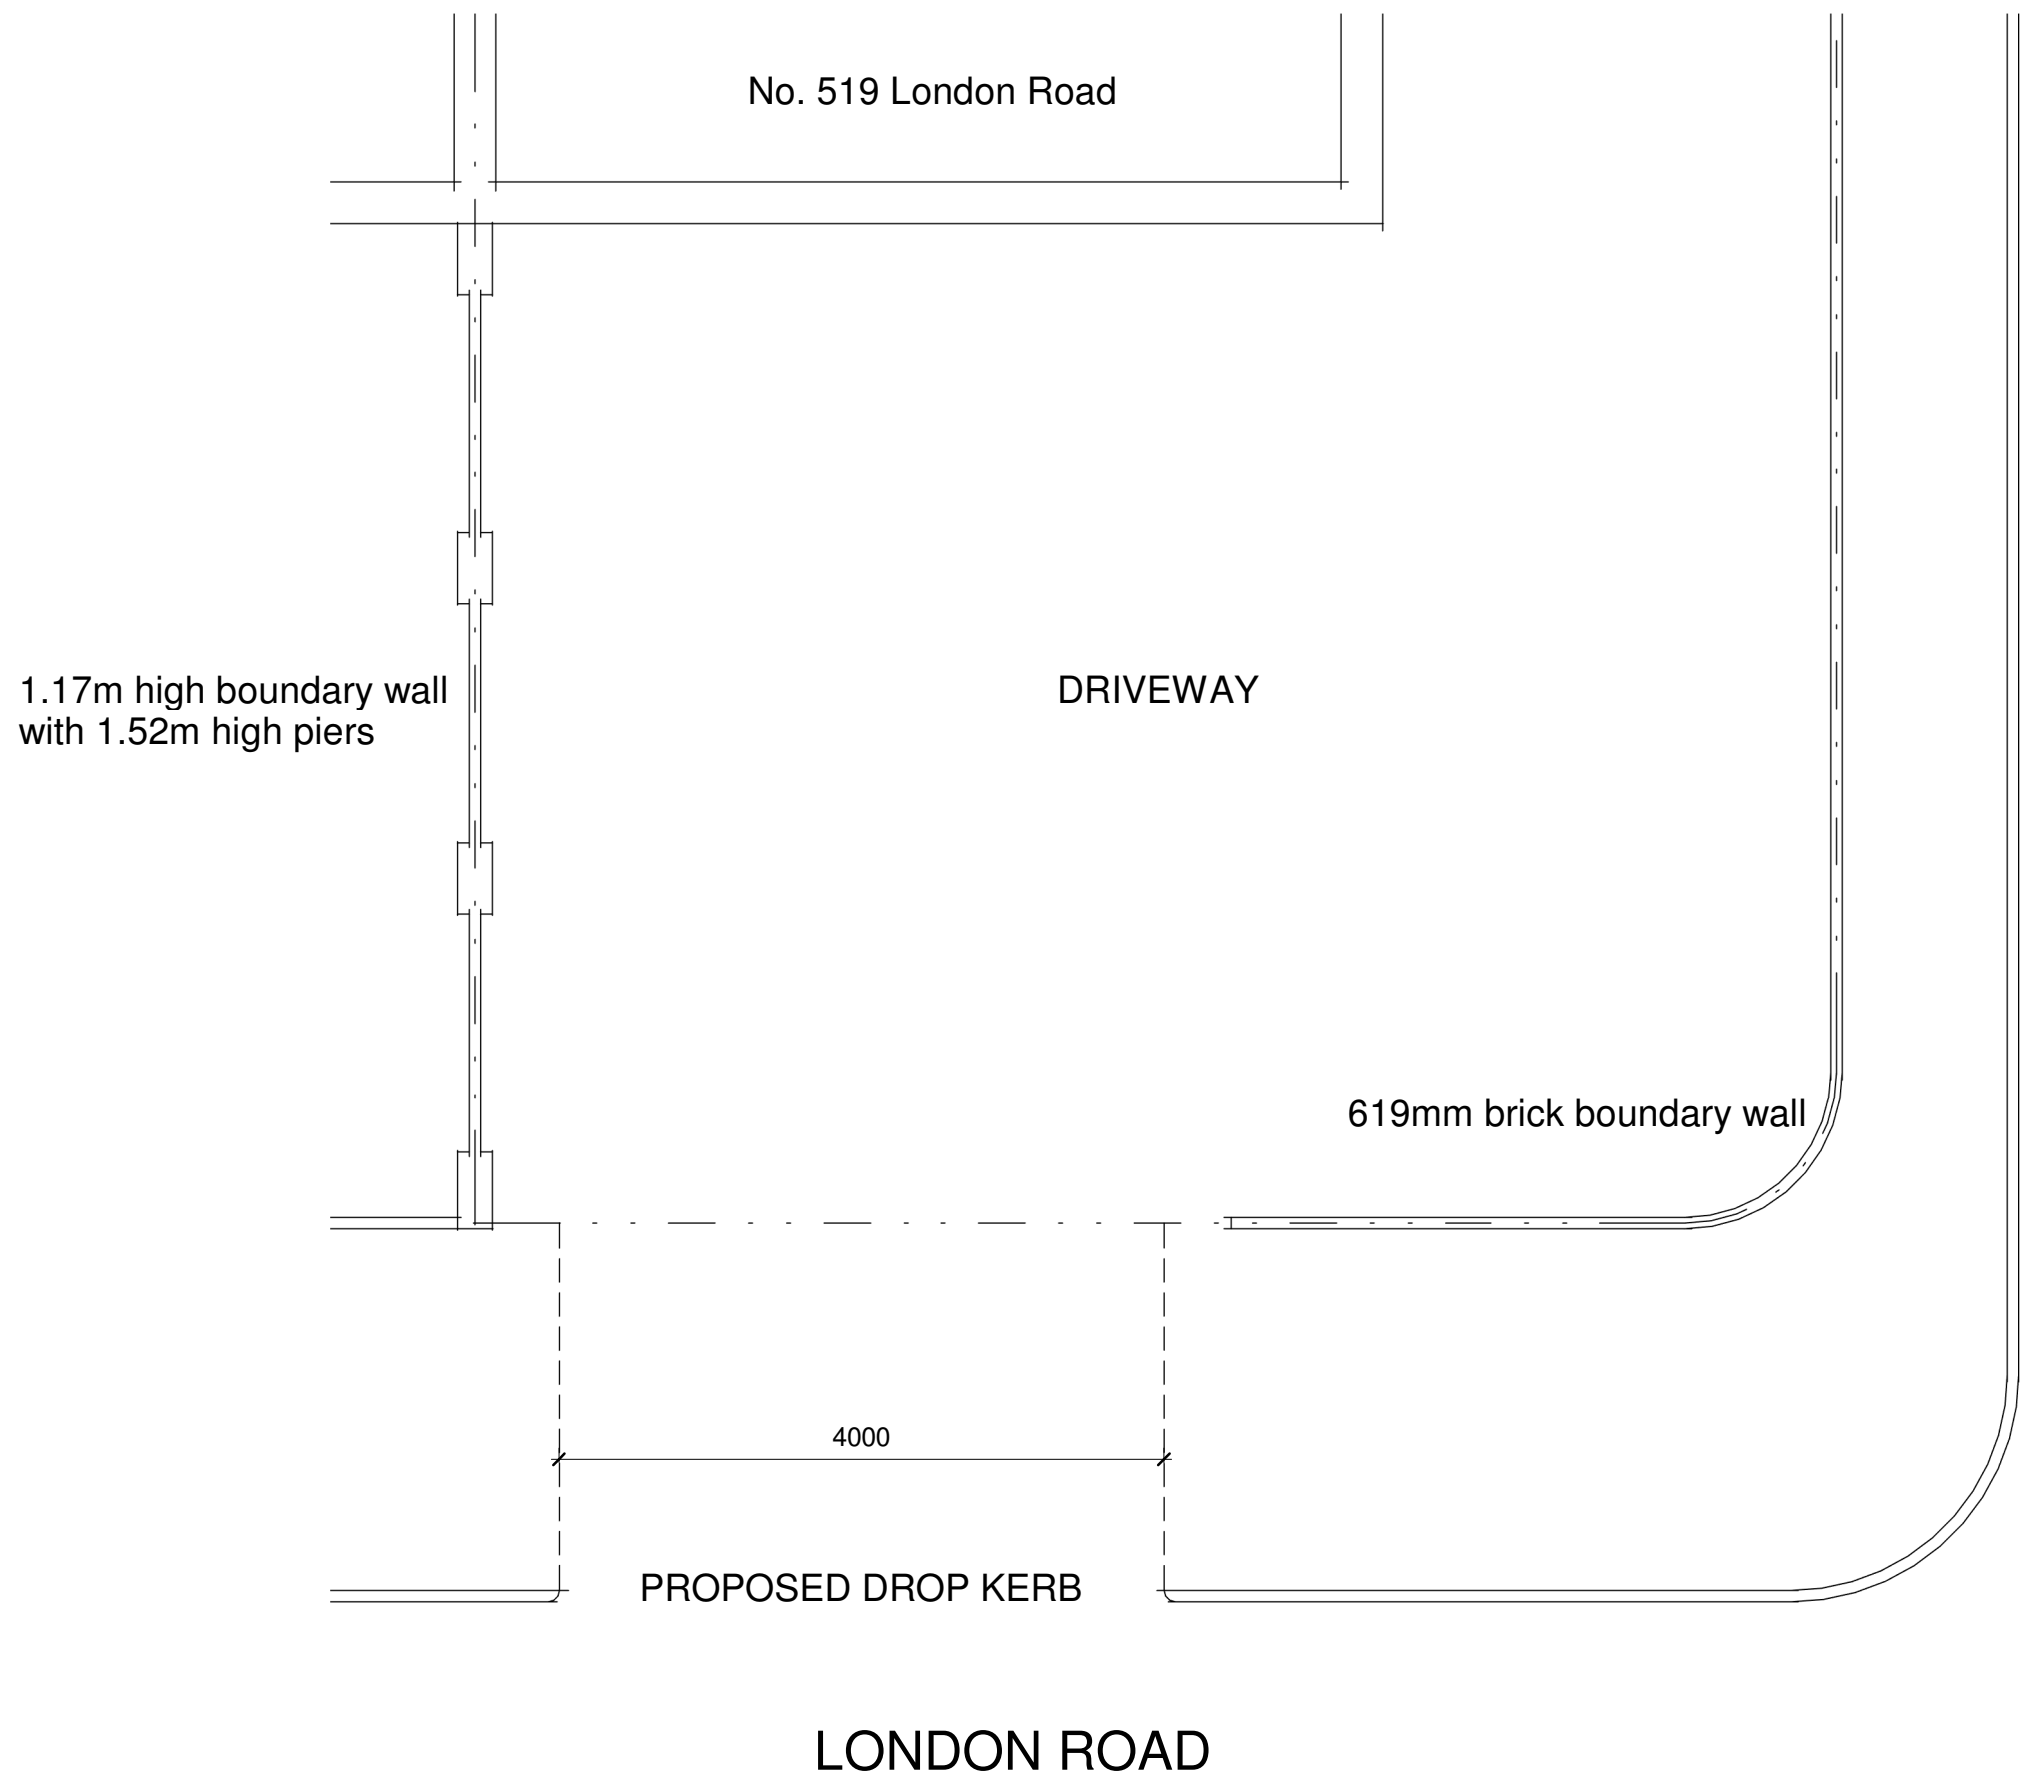 No. 519 London Road
1.17m high boundary wall
with 1.52m high piers
DRIVEWAY
619mm brick boundary wall
4000
PROPOSED DROP KERB
LONDON ROAD